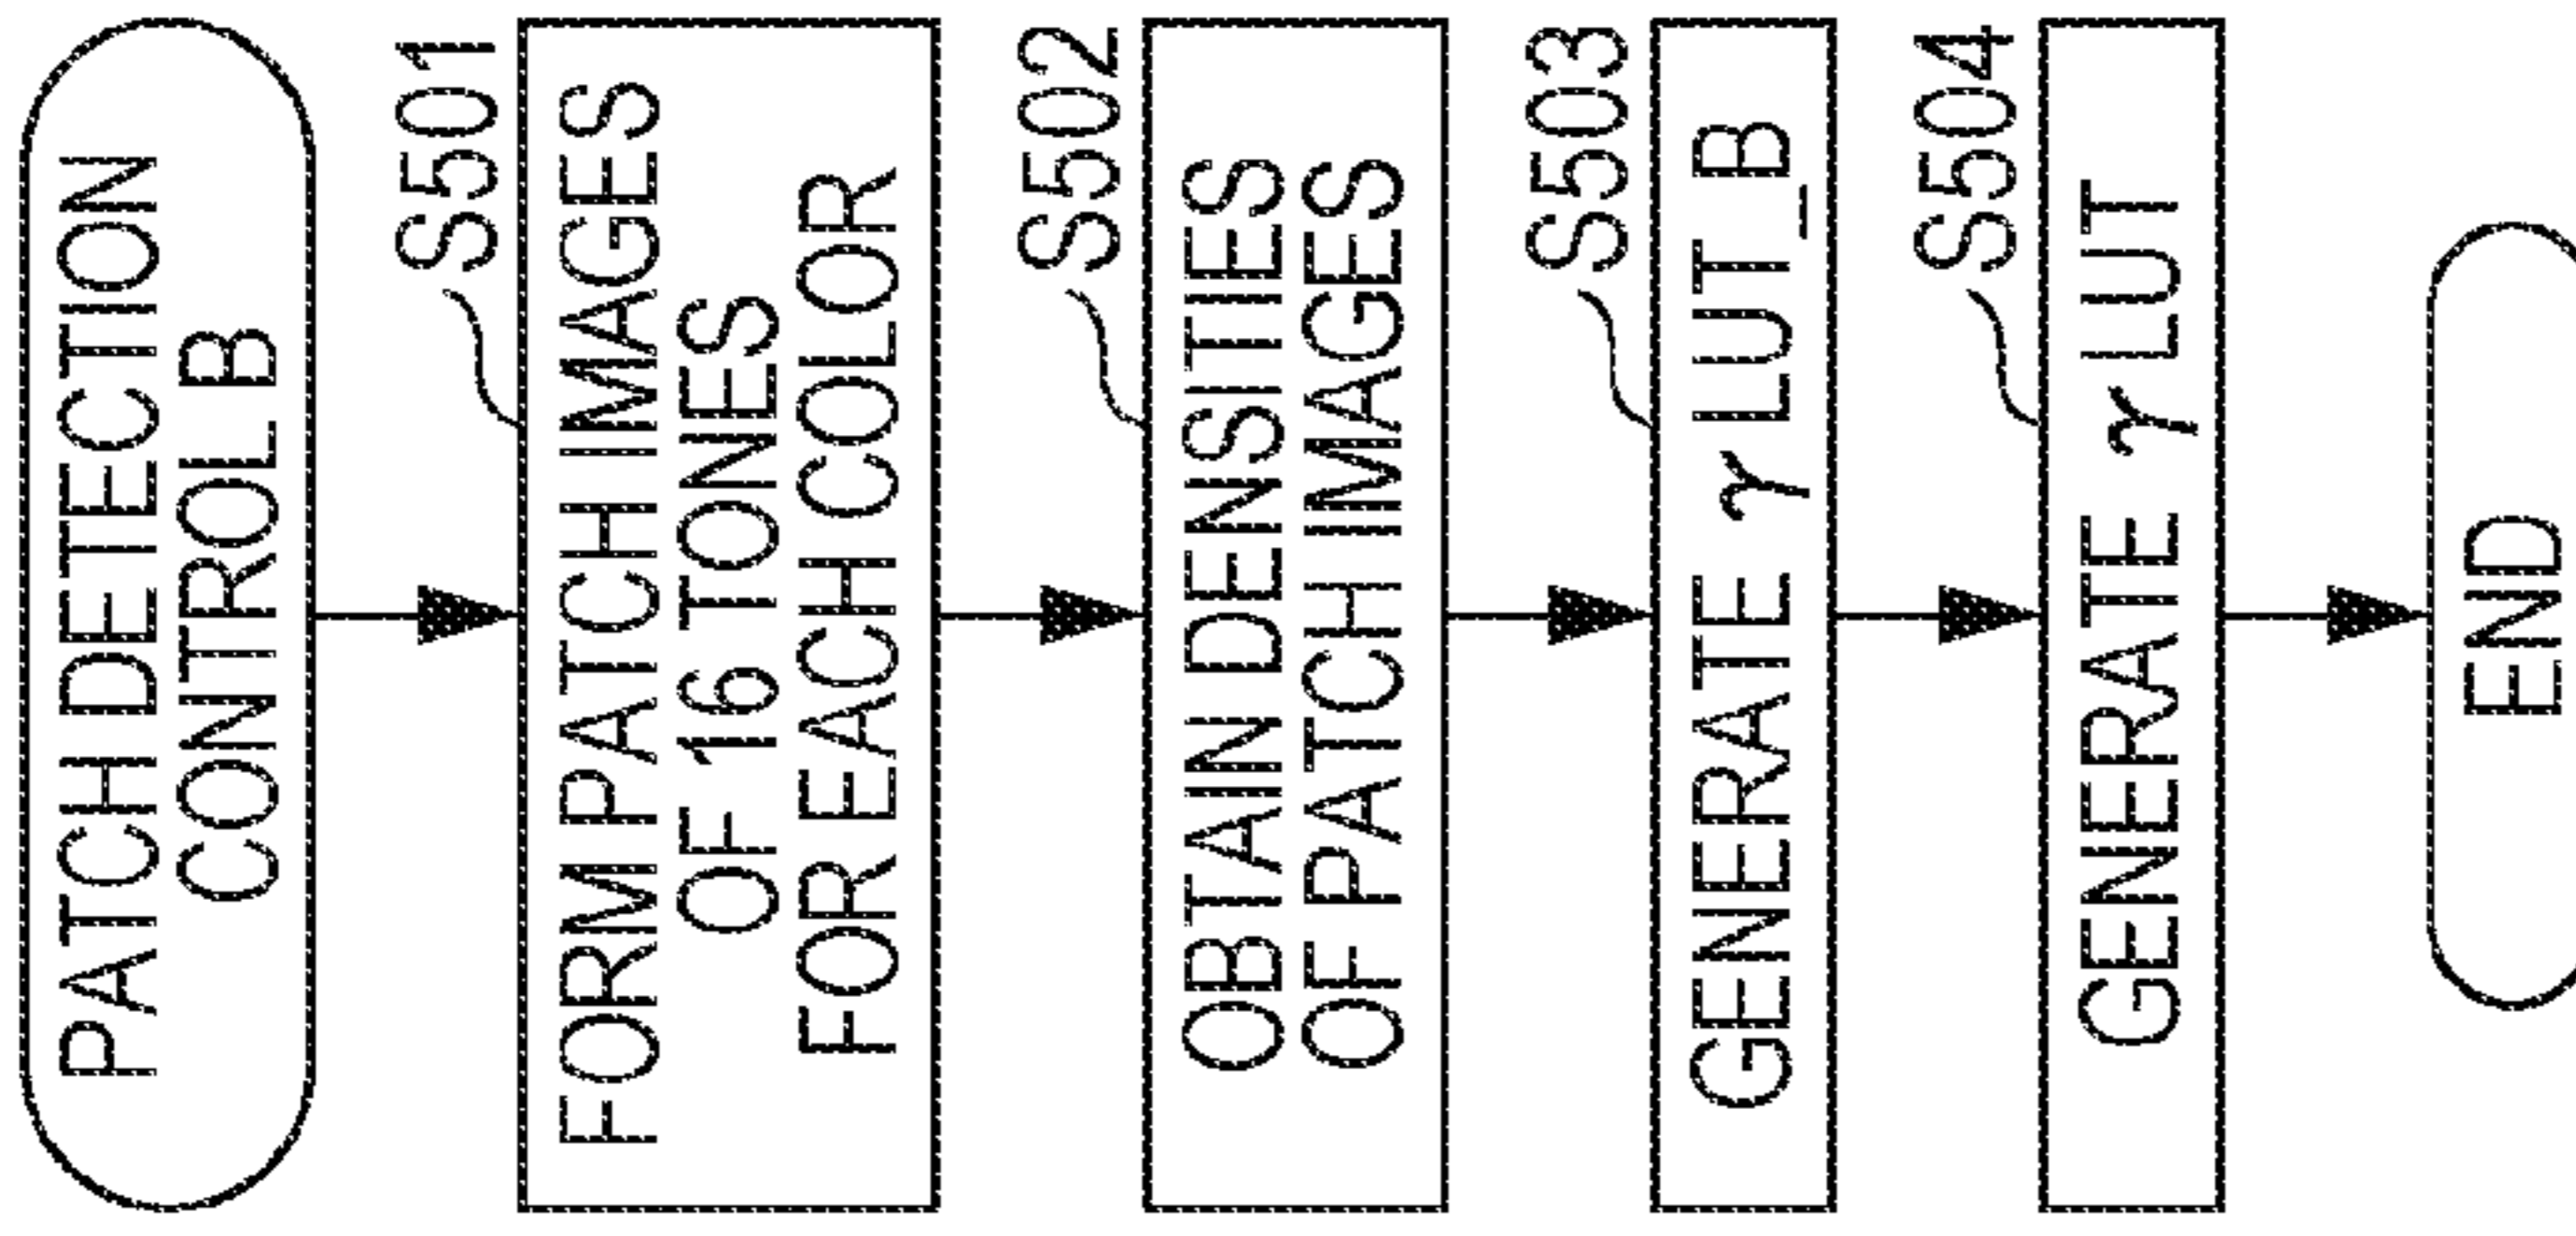 PATCH DETECTION
CONTROL B
S501
FORM PATCH IMAGES
OF 16 TONES
FOR EACH COLOR
S502
OBTAIN DENSITIES
OF PATCH IMAGES
S503
GENERATE γ LUT_B
S504
GENERATE γ LUT
END